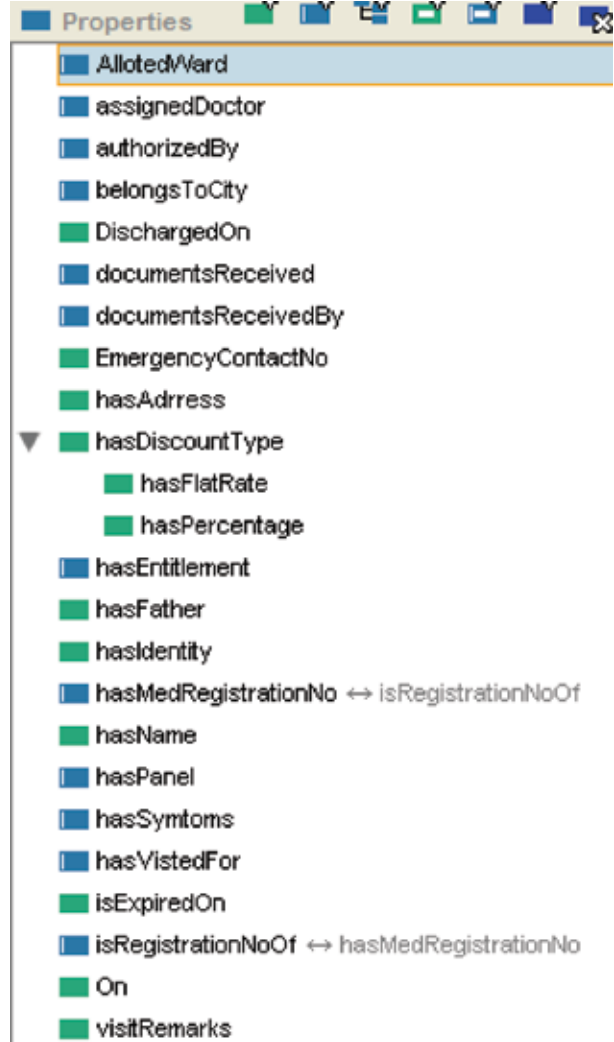 Properties
AllotedWard
assignedDoctor
authorizedBy
belongsToCity
DischargedOn
documentsReceived
documentsReceivedBy
EmergencyContactNo
hasAdrress
hasDiscountType
hasFlatRate
hasPercentage
hasEntitlement
hasFather
hasIdentity
hasMedRegistrationNo ↔ isRegistrationNoOf
hasName
hasPanel
hasSymtoms
hasVistedFor
isExpiredOn
isRegistrationNoOf ↔ hasMedRegistrationNo
On
visitRemarks